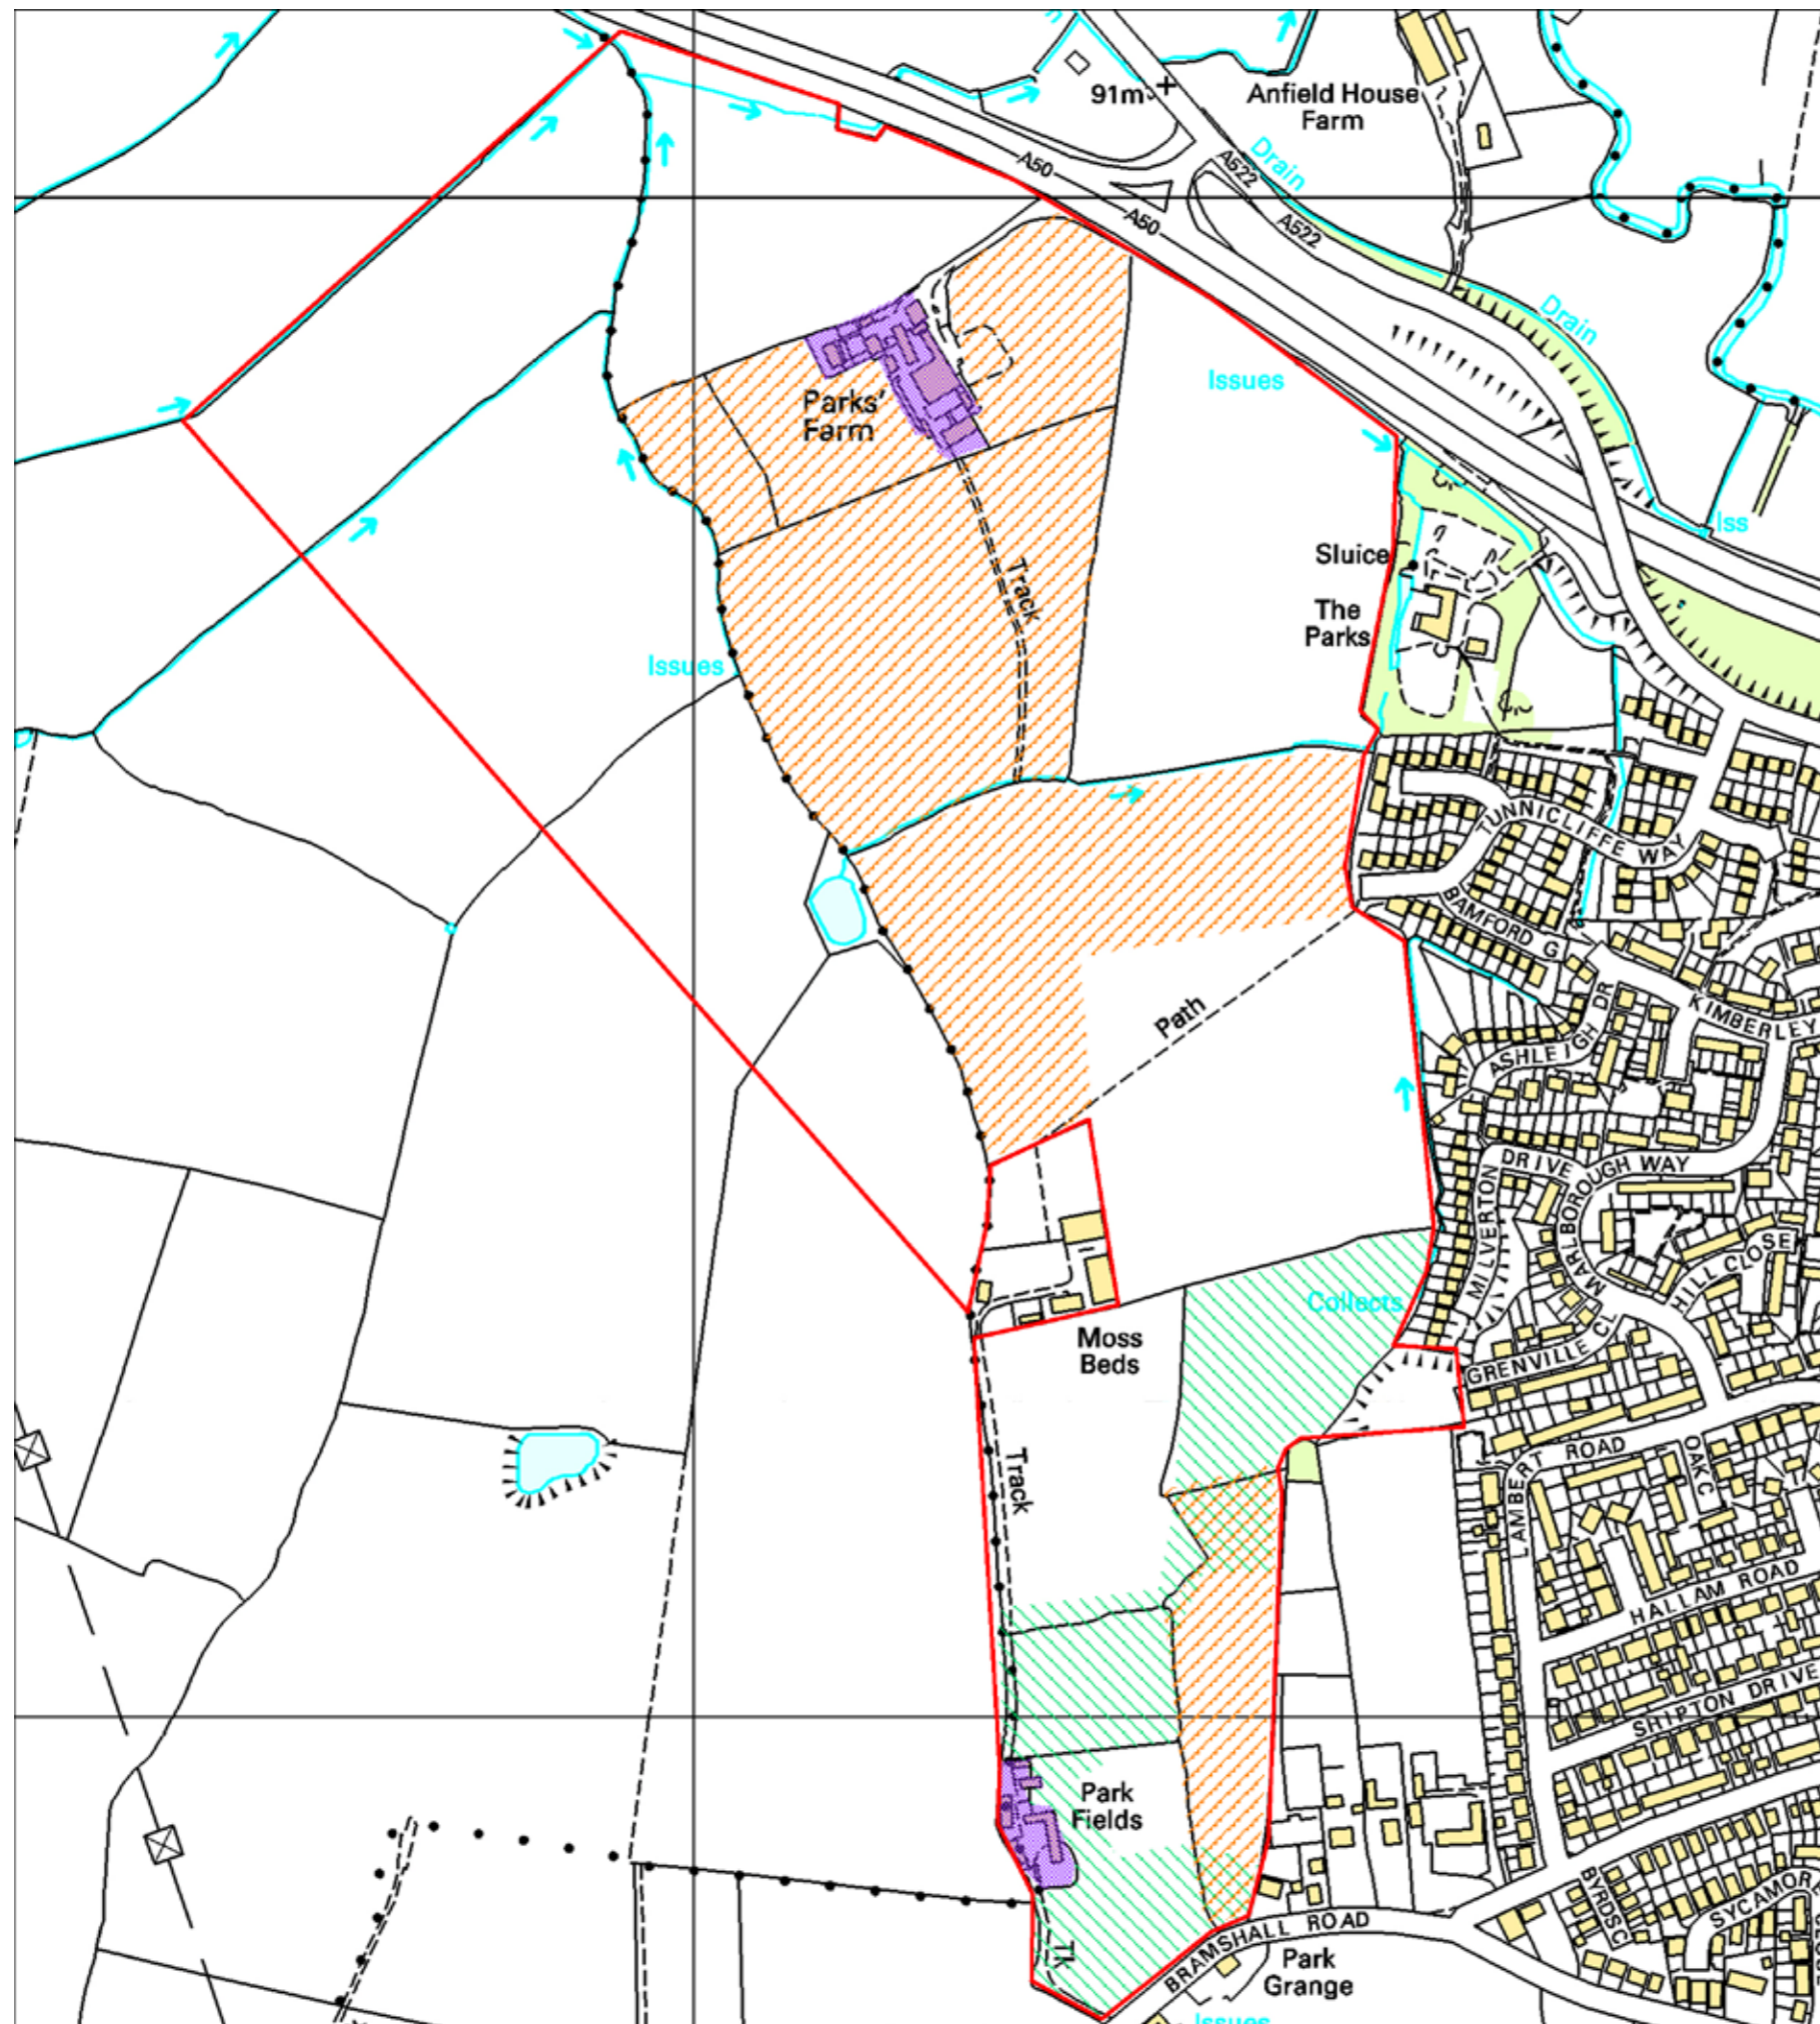 91m
Anfield House
Farm
Drain
A50
A522
A50
A522
Drain
Issues
Parks'
Farm
Iss
Sluice
Track
The
Parks
Issues
TUNNICLIFFE WAY
BAMFORD G
Path
ASHLEIGH DR
KIMBERLEY
DRIVE
MILVERTON
MARLBOROUGH WAY
HILL CLOSE
Collects
Moss
Beds
GRENVILLE CL
Track
LAMBERT ROAD
OAK C
HALLAM ROAD
SHIPTON DRIVE
Park
Fields
BYRDS C
SYCAMORE
BRAMSHALL ROAD
Tk
Park
Grange
Issues